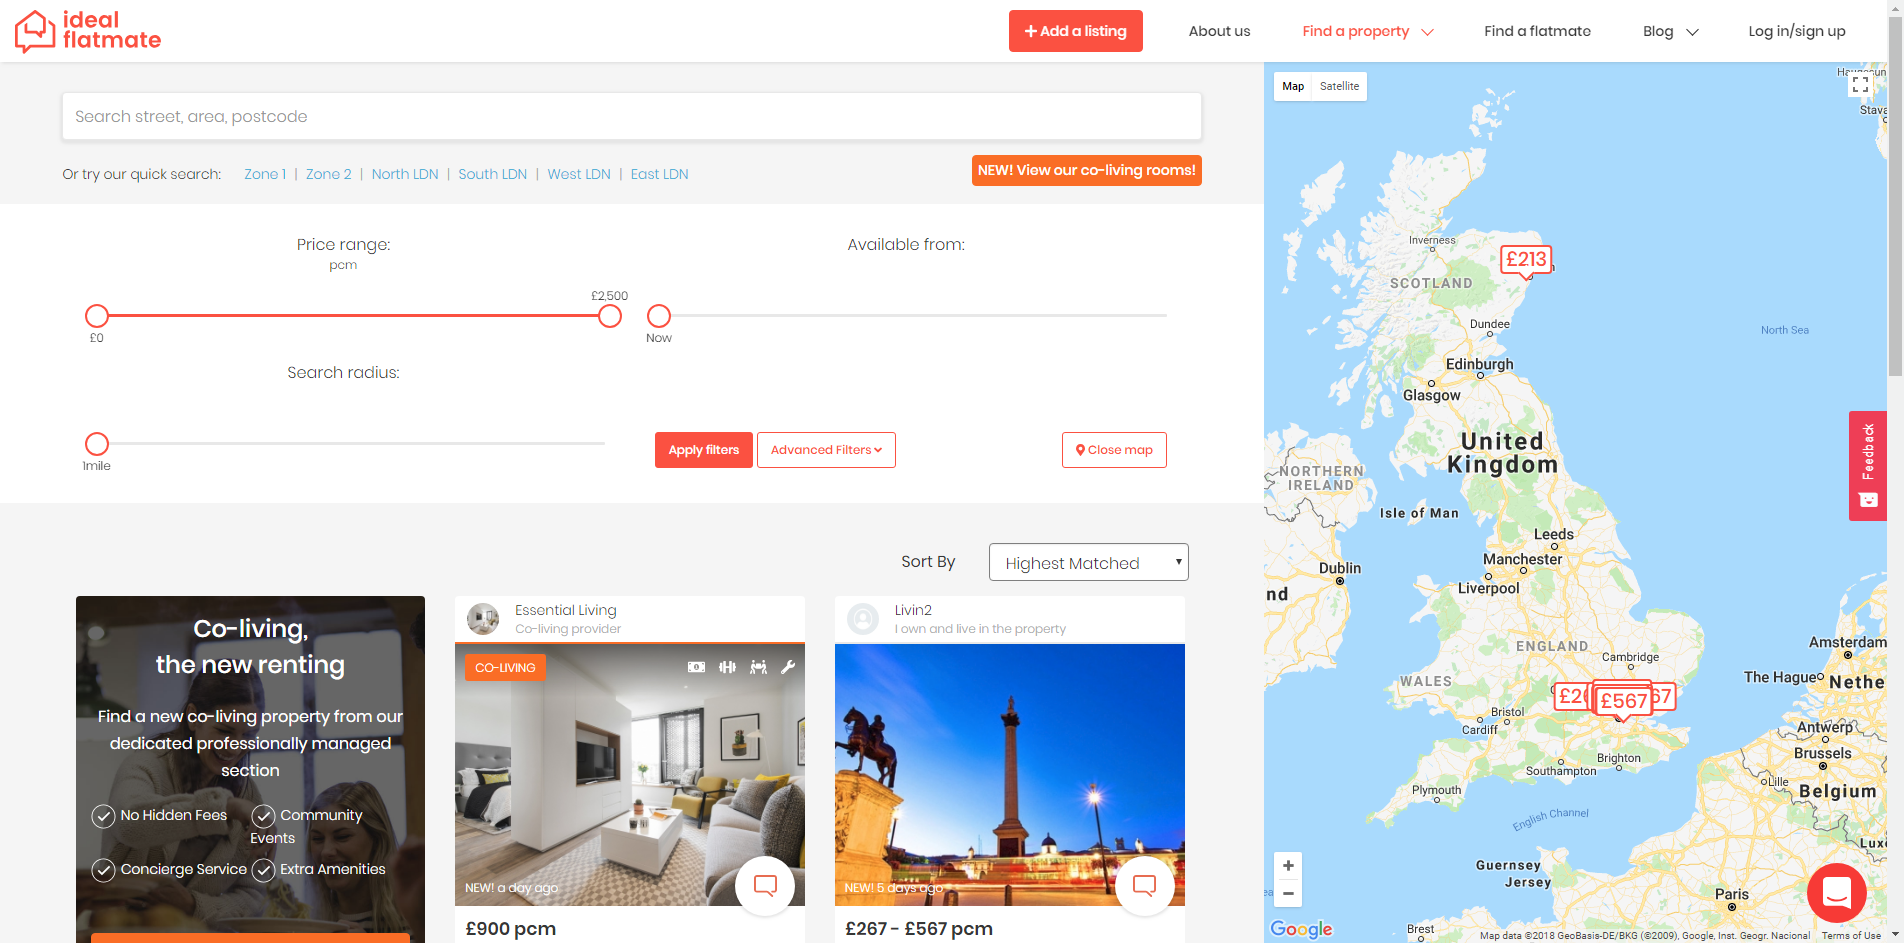 ideal
flatmate
Add a listing
About us
Find a property
Find a flatmate
Blog
Log in/sign up
Search street, area, postcode
Or try our quick search: Zone 1 | Zone 2 | North LDN | South LDN | West LDN | East LDN
NEW! View our co-living rooms!
Price range:
pcm
£2,500
£0
Available from:
Now
Search radius:
1mile
Apply filters
Advanced Filters
Close map
Sort By
Highest Matched
Co-living,
the new renting
Find a new co-living property from our
dedicated professionally managed
section
No Hidden Fees
Community
Events
Concierge Service
Extra Amenities
Essential Living
Co-living provider
CO-LIVING
NEW! a day ago
£900 pcm
Livin2
I own and live in the property
NEW! 5 days ago
£267 - £567 pcm
Map
Satellite
Inverness
£213
SCOTLAND
Dundee
North Sea
Edinburgh
Glasgow
United
Kingdom
NORTHERN
IRELAND
Isle of Man
Leeds
Manchester
Dublin
Liverpool
nd
Amsterdam
ENGLAND
Cambridge
The Hague
Nethe
WALES
£567
67
Bristol
Cardiff
Antwerp
Brighton
Brussels
Southampton
Lille
Plymouth
Belgium
English Channel
Guernsey
Jersey
Paris
Brest
Feedback
Google
Map data ©2018 GeoBasis-DE/BKG (©2009), Google, Inst. Geogr. Nacional
Terms of Use